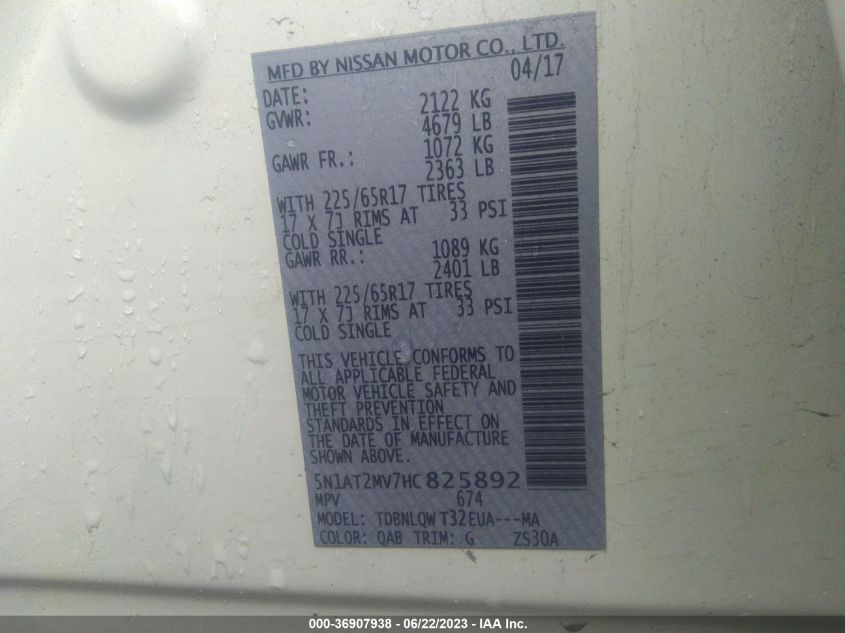 MFD BY NISSAN MOTOR CO., LTD.
DATE: 04/17
GVWR: 2122 KG
4679 LB
GAWR FR.: 1072 KG
2363 LB
WITH 225/65R17 TIRES
17 X 7J RIMS AT 33 PSI
COLD SINGLE
GAWR RR.: 1089 KG
2401 LB
WITH 225/65R17 TIRES
17 X 7J RIMS AT 33 PSI
COLD SINGLE
THIS VEHICLE CONFORMS TO
ALL APPLICABLE FEDERAL
MOTOR VEHICLE SAFETY AND
THEFT PREVENTION
STANDARDS IN EFFECT ON
THE DATE OF MANUFACTURE
SHOWN ABOVE.
5N1AT2MV7HC825892
MPV 674
MODEL: TDBNLQW T32EUA---MA
COLOR: QAB TRIM: G ZS30A
000-36907938 - 06/22/2023 - IAA Inc.